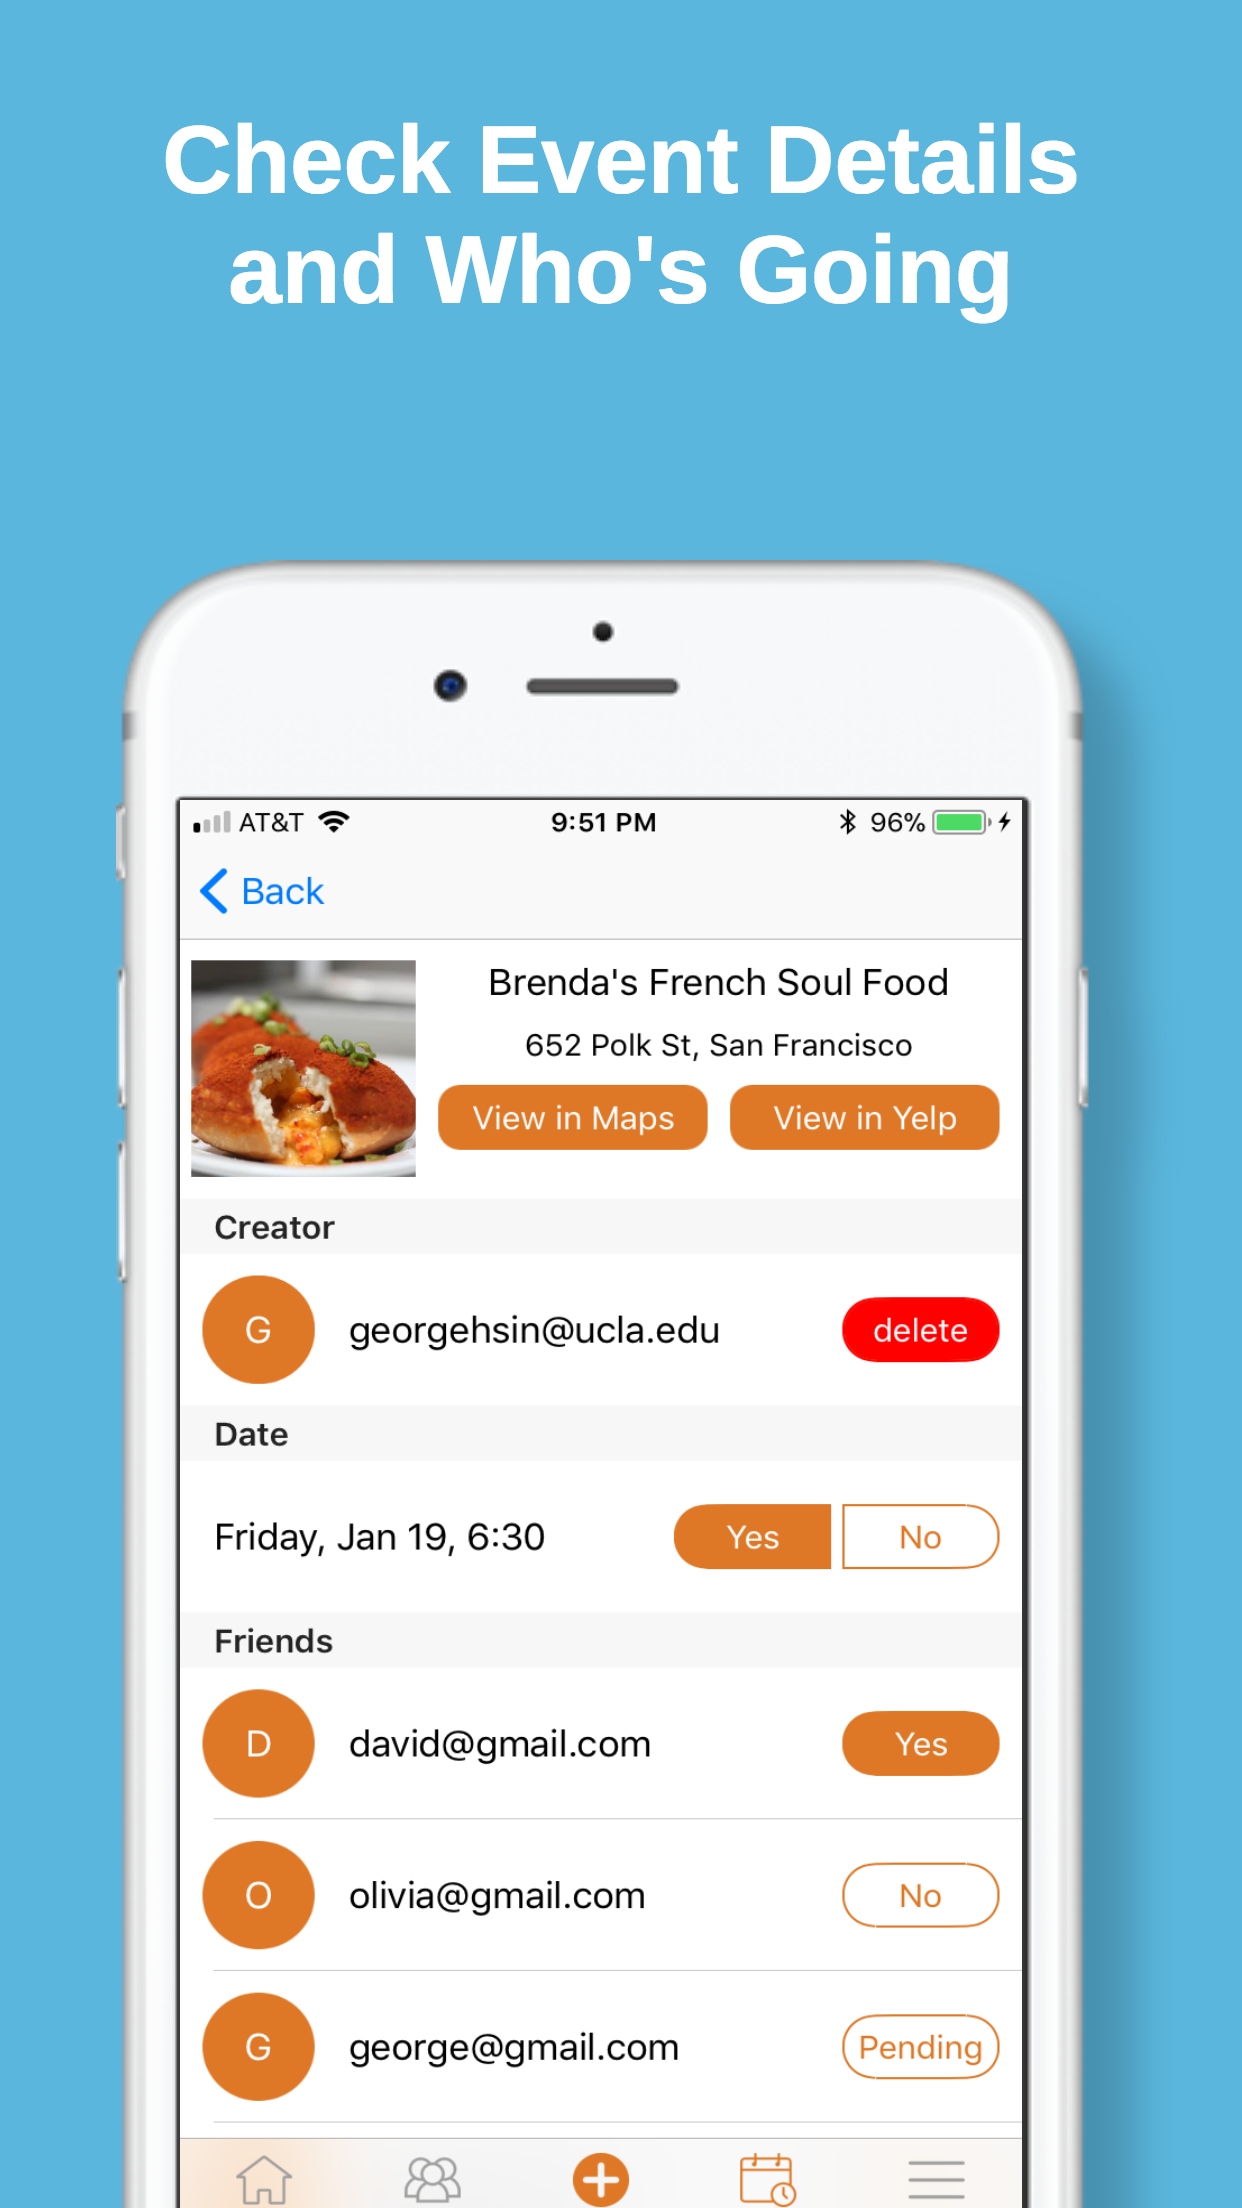 Check Event Details
and Who's Going
AT&T 9:51 PM 96%
Back
Brenda's French Soul Food
652 Polk St, San Francisco
View in Maps View in Yelp
Creator
G georgehsin@ucla.edu delete
Date
Friday, Jan 19, 6:30 Yes No
Friends
D david@gmail.com Yes
O olivia@gmail.com No
G george@gmail.com Pending